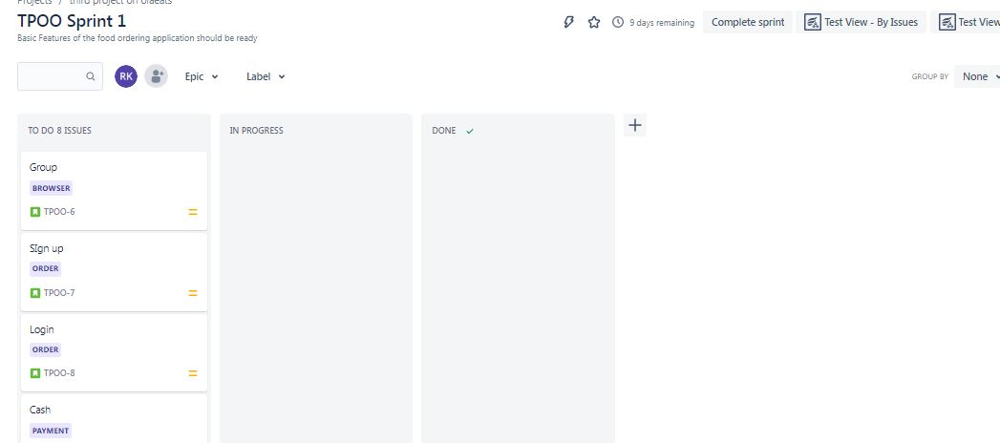 Projects / third project on olaeats
TPOO Sprint 1
Basic Features of the food ordering application should be ready
9 days remaining
Complete sprint
Test View - By Issues
Test View
RK
Epic
Label
GROUP BY
None
TO DO 8 ISSUES
IN PROGRESS
DONE
Group
BROWSER
TPOO-6
SIgn up
ORDER
TPOO-7
Login
ORDER
TPOO-8
Cash
PAYMENT